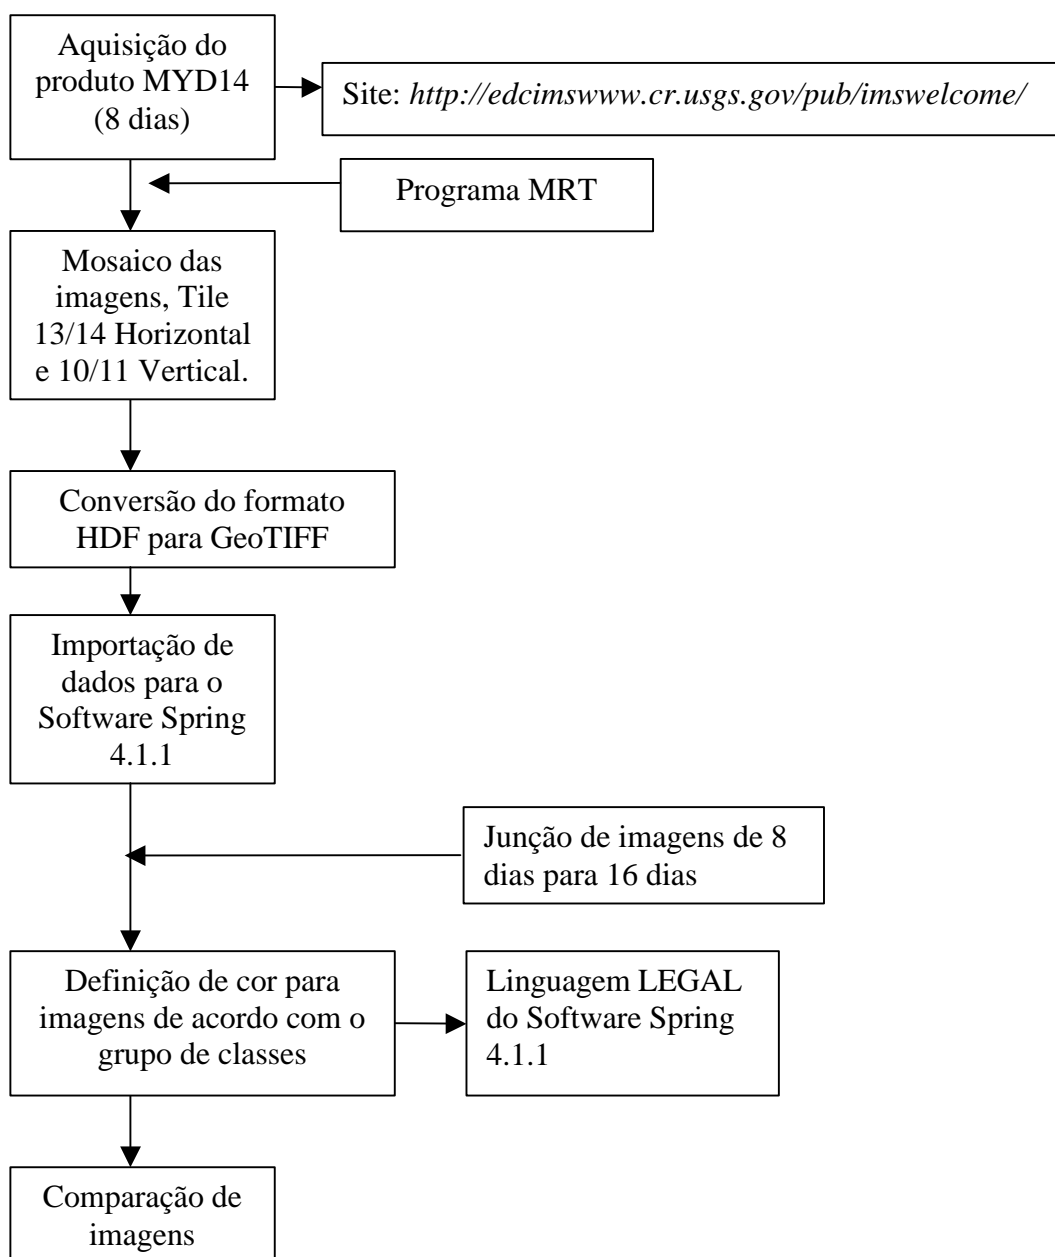 Aquisição do
produto MYD14
(8 dias)
Site: http://edcimswww.cr.usgs.gov/pub/imswelcome/
Programa MRT
Mosaico das
imagens, Tile
13/14 Horizontal
e 10/11 Vertical.
Conversão do formato
HDF para GeoTIFF
Importação de
dados para o
Software Spring
4.1.1
Junção de imagens de 8
dias para 16 dias
Definição de cor para
imagens de acordo com o
grupo de classes
Linguagem LEGAL
do Software Spring
4.1.1
Comparação de
imagens